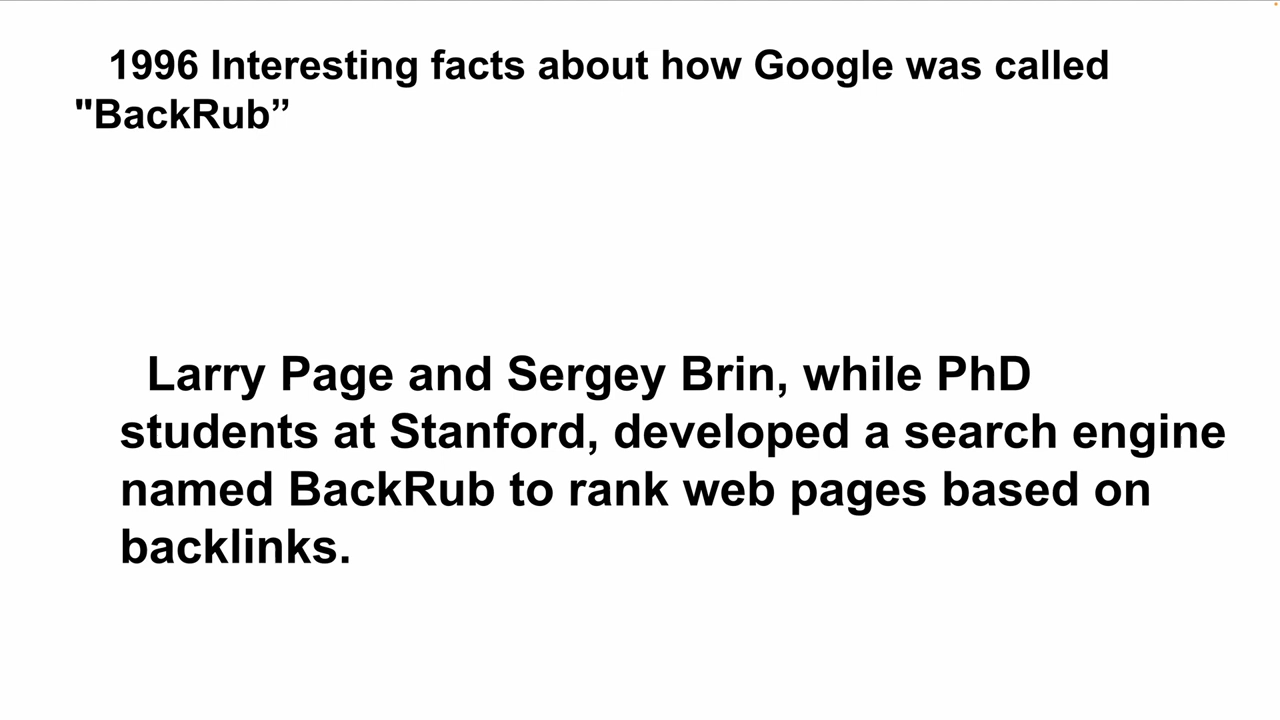 1996 Interesting facts about how Google was called
"BackRub”
Larry Page and Sergey Brin, while PhD
students at Stanford, developed a search engine
named BackRub to rank web pages based on
backlinks.